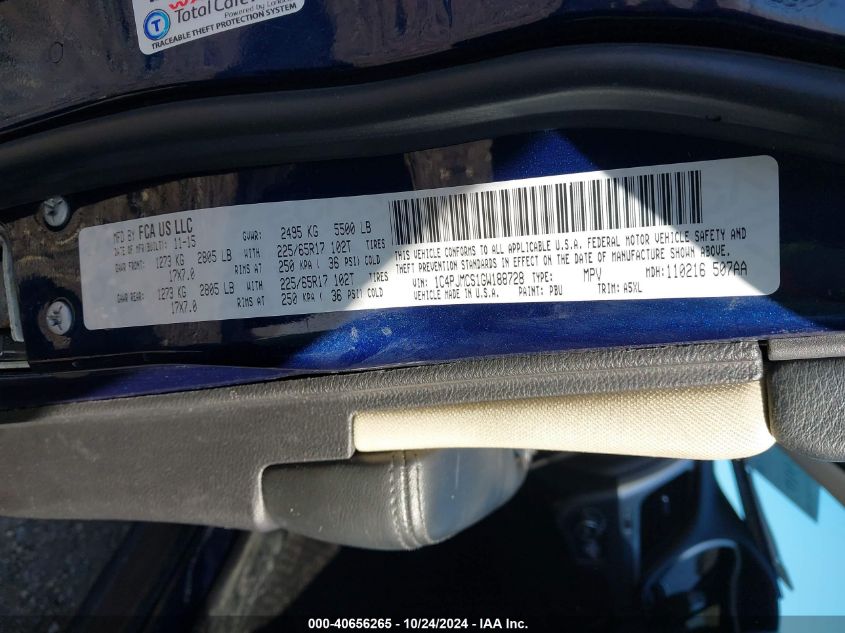 Total Care
Powered by
TRACEABLE THEFT PROTECTION SYSTEM
MFD BY FCA US LLC
DATE OF MFR(BUILT): 11-15 GVWR: 2495 KG 5500 LB
GAWR FRONT: 1273 KG 2805 LB WITH 225/65R17 102T TIRES
17X7.0 RIMS AT 250 KPA ( 36 PSI) COLD
GAWR REAR: 1273 KG 2805 LB WITH 225/65R17 102T TIRES
17X7.0 RIMS AT 250 KPA ( 36 PSI) COLD
THIS VEHICLE CONFORMS TO ALL APPLICABLE U.S.A. FEDERAL MOTOR VEHICLE SAFETY AND
THEFT PREVENTION STANDARDS IN EFFECT ON THE DATE OF MANUFACTURE SHOWN ABOVE.
VIN: 1C4PJMCS1GW188728 TYPE: MPV MDH: 110216 507AA
VEHICLE MADE IN U.S.A. PAINT: PBU TRIM: A5XL
000-40656265 - 10/24/2024 - IAA Inc.